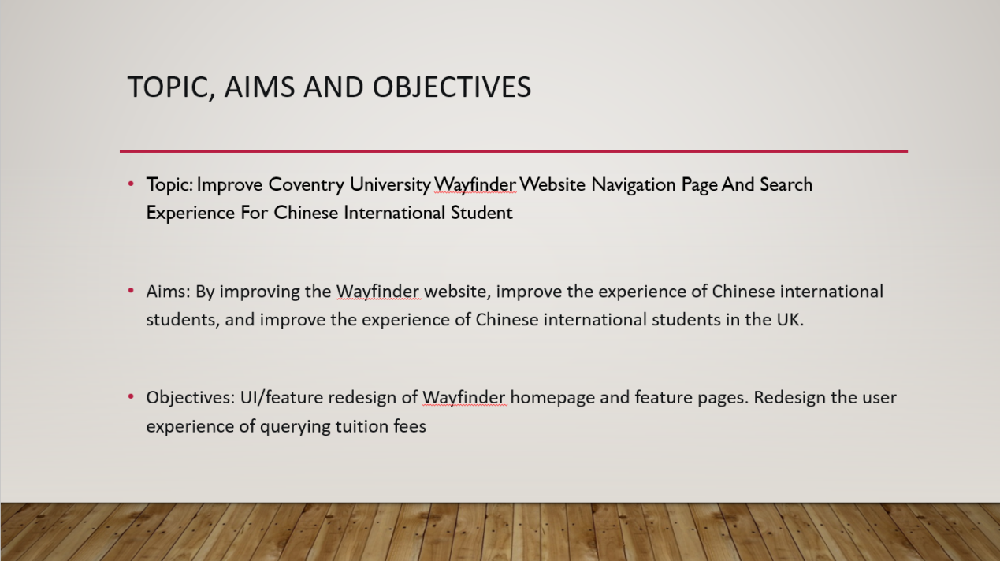 TOPIC, AIMS AND OBJECTIVES
• Topic: Improve Coventry University Wayfinder Website Navigation Page And Search
Experience For Chinese International Student
• Aims: By improving the Wayfinder website, improve the experience of Chinese international
students, and improve the experience of Chinese international students in the UK.
• Objectives: UI/feature redesign of Wayfinder homepage and feature pages. Redesign the user
experience of querying tuition fees